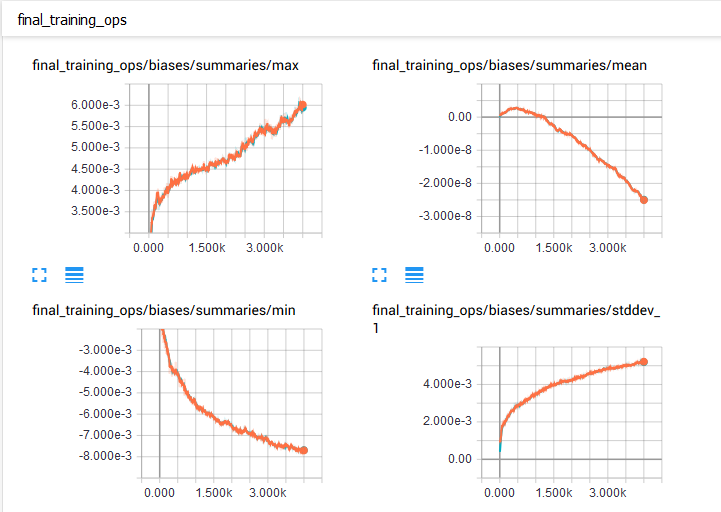 final_training_ops
final_training_ops/biases/summaries/max
6.000e-3
5.500e-3
5.000e-3
4.500e-3
4.000e-3
3.500e-3
0.000 1.500k 3.000k
final_training_ops/biases/summaries/mean
0.00
-1.000e-8
-2.000e-8
-3.000e-8
0.000 1.500k 3.000k
final_training_ops/biases/summaries/min
-3.000e-3
-4.000e-3
-5.000e-3
-6.000e-3
-7.000e-3
-8.000e-3
0.000 1.500k 3.000k
final_training_ops/biases/summaries/stddev_
1
4.000e-3
2.000e-3
0.00
0.000 1.500k 3.000k